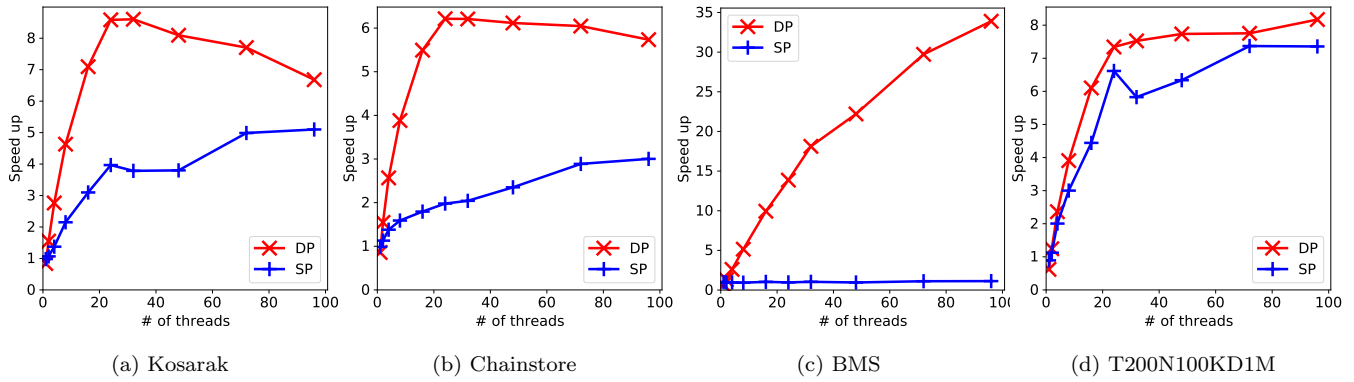 8
7
6
5
4
3
2
1
0
Speed up
0 20 40 60 80 100
# of threads
DP
SP
(a) Kosarak
6
5
4
3
2
1
0
Speed up
0 20 40 60 80 100
# of threads
DP
SP
(b) Chainstore
35
30
25
20
15
10
5
0
Speed up
0 20 40 60 80 100
# of threads
DP
SP
(c) BMS
8
7
6
5
4
3
2
1
0
Speed up
0 20 40 60 80 100
# of threads
DP
SP
(d) T200N100KD1M